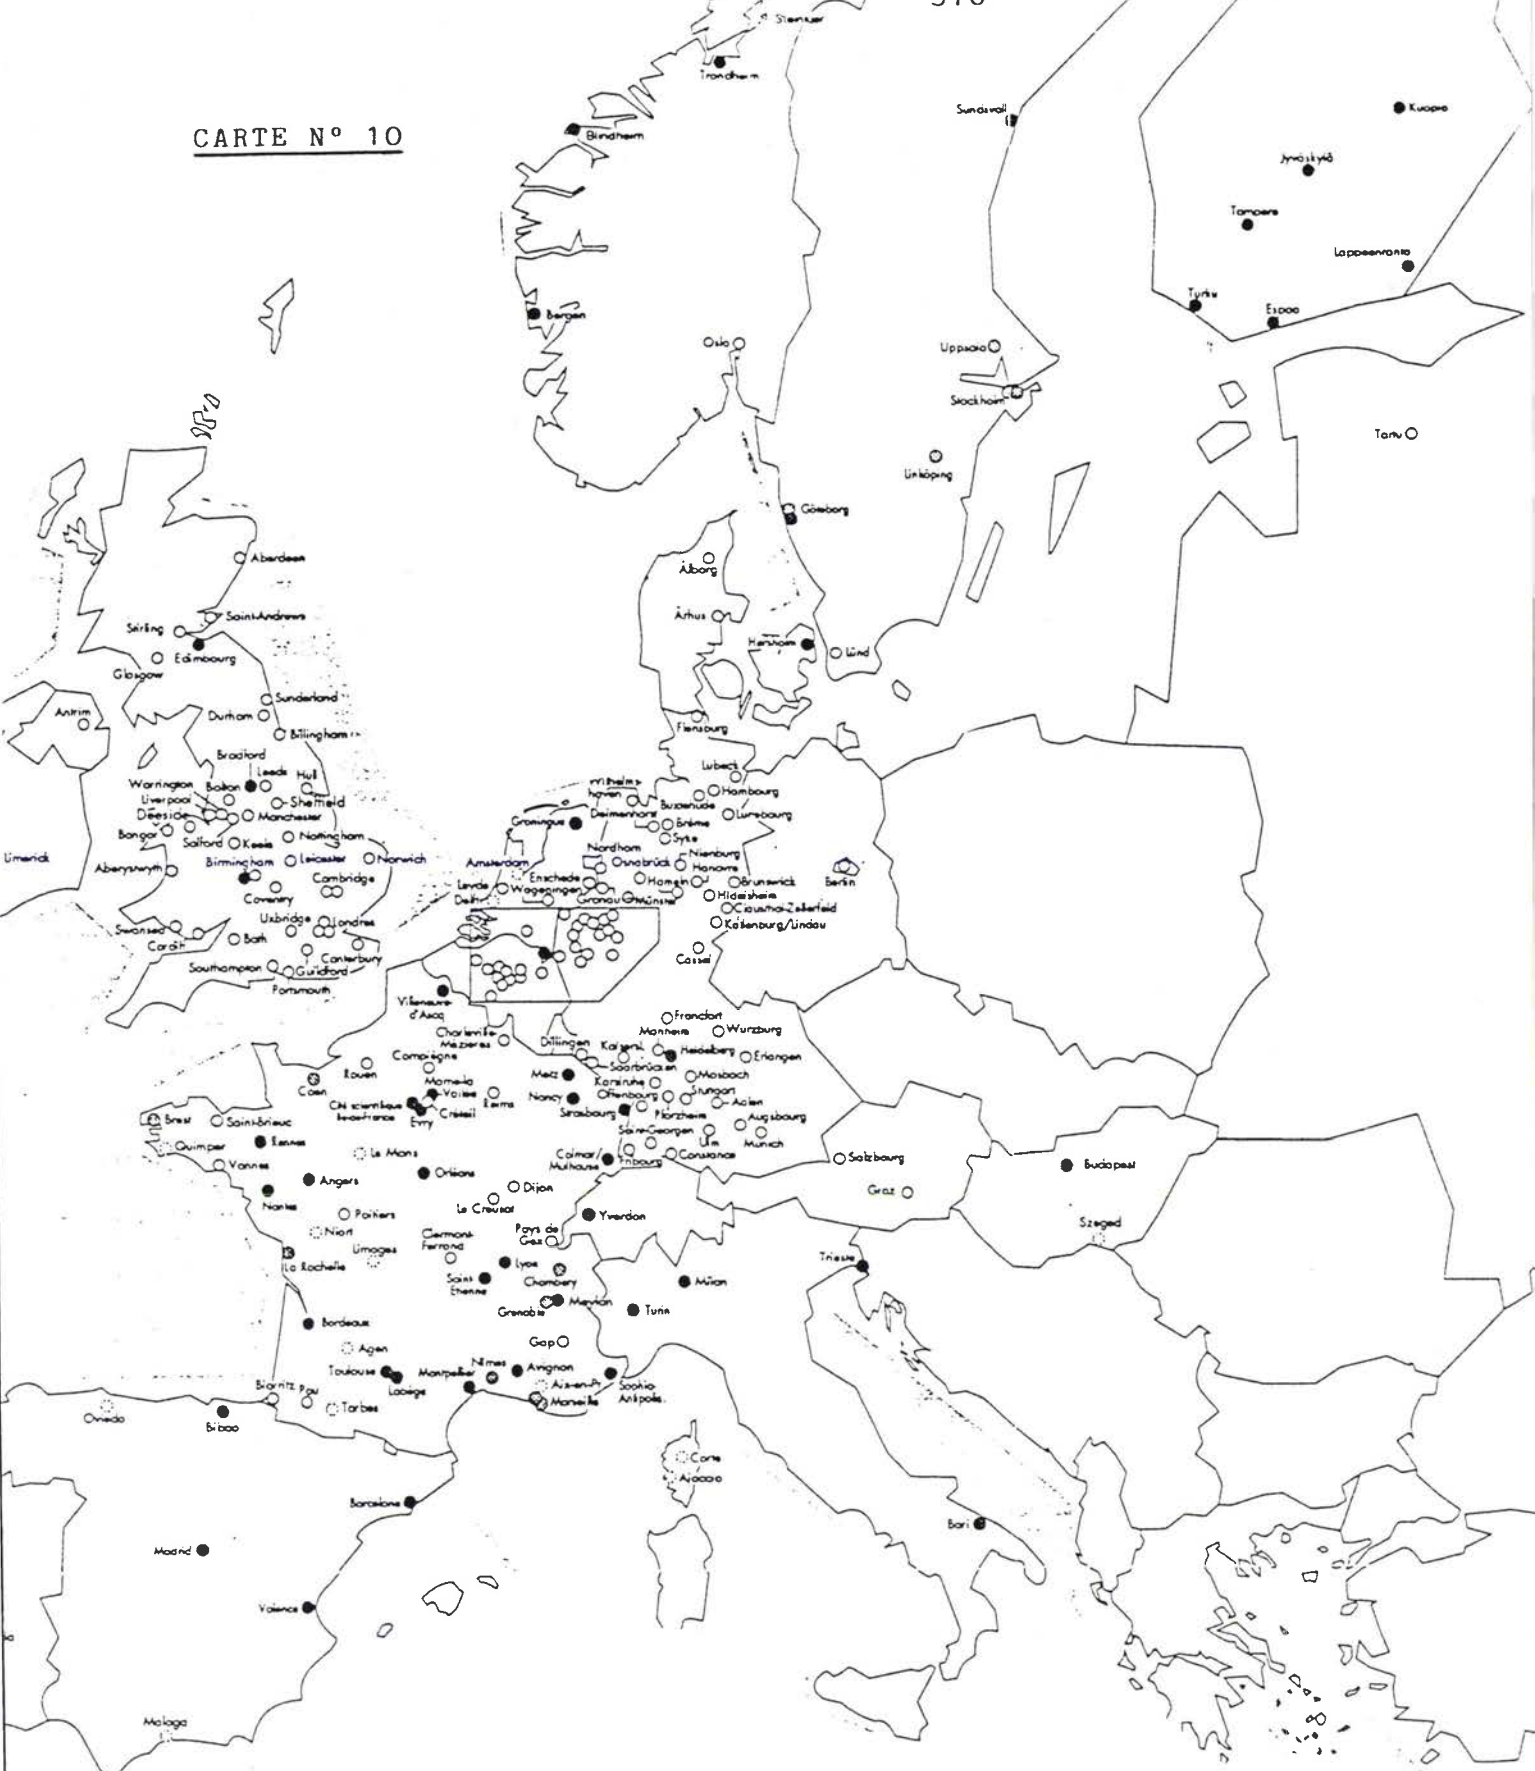 Steinkjer
Trondheim
CARTE Nº 10
Sundsvall
Kuopio
Blindheim
Jyväskylä
Tampere
Lappeenranta
Turku
Espoo
Bergen
Oslo
Uppsala
Stockholm
Tartu
Linköping
Göteborg
Aberdeen
Ålborg
Saint-Andrews
Århus
Stirling
Edimbourg
Hørsholm
Lund
Glasgow
Sunderland
Antrim
Durham
Flensburg
Billingham
Bradford
Lubeck
Leeds
Hull
Warrington
Bolton
Wilhelms-
haven
Hambourg
Liverpool
Sheffield
Buxtehude
Deeside
Manchester
Delmenhorst
Lunebourg
Groningue
Brême
Bangor
Salford
Keele
Nottingham
Syke
Nordhorn
Nienburg
Limerick
Birmingham
Leicester
Norwich
Amsterdam
Osnabrück
Hanovre
Aberystwyth
Cambridge
Enschede
Hameln
Brunswick
Berlin
Coventry
Leyde
Wageningen
Hildesheim
Delft
Gronau
Münster
Clausthal-Zellerfeld
Swansea
Uxbridge
Londres
Katlenburg/Lindau
Cardiff
Bath
Canterbury
Cassel
Southampton
Guildford
Portsmouth
Villeneuve-
d'Ascq
Francfort
Charleville-
Mézières
Dillingen
Manheim
Wurzburg
Compiègne
Kaisersl.
Heidelberg
Erlangen
Rouen
Saarbrücken
Caen
Metz
Karlsruhe
Mosbach
Marne-la
Vallée
Reims
Nancy
Offenbourg
Stuttgart
Cité scientifique
Ile-de-France
Créteil
Evry
Strasbourg
Pforzheim
Aalen
Brest
Saint-Brieuc
Augsbourg
Rennes
Saint-Georgen
Ulm
Munich
Quimper
Le Mans
Colmar/
Mulhouse
Fribourg
Constance
Salzbourg
Vannes
Orléans
Budapest
Angers
Dijon
Graz
Nantes
Le Creusot
Poitiers
Yverdon
Niort
Clermont-
Ferrand
Pays de
Gex
Szeged
Limoges
La Rochelle
Lyon
Trieste
Saint
Etienne
Chambéry
Milan
Grenoble
Meylan
Turin
Bordeaux
Gap
Agen
Toulouse
Montpellier
Nîmes
Avignon
Labège
Aix-en-Pr
Sophia
Antipolis.
Biarritz
Pau
Marseille
Tarbes
Oviedo
Bilbao
Corte
Ajaccio
Barcelone
Bari
Madrid
Valence
Malaga